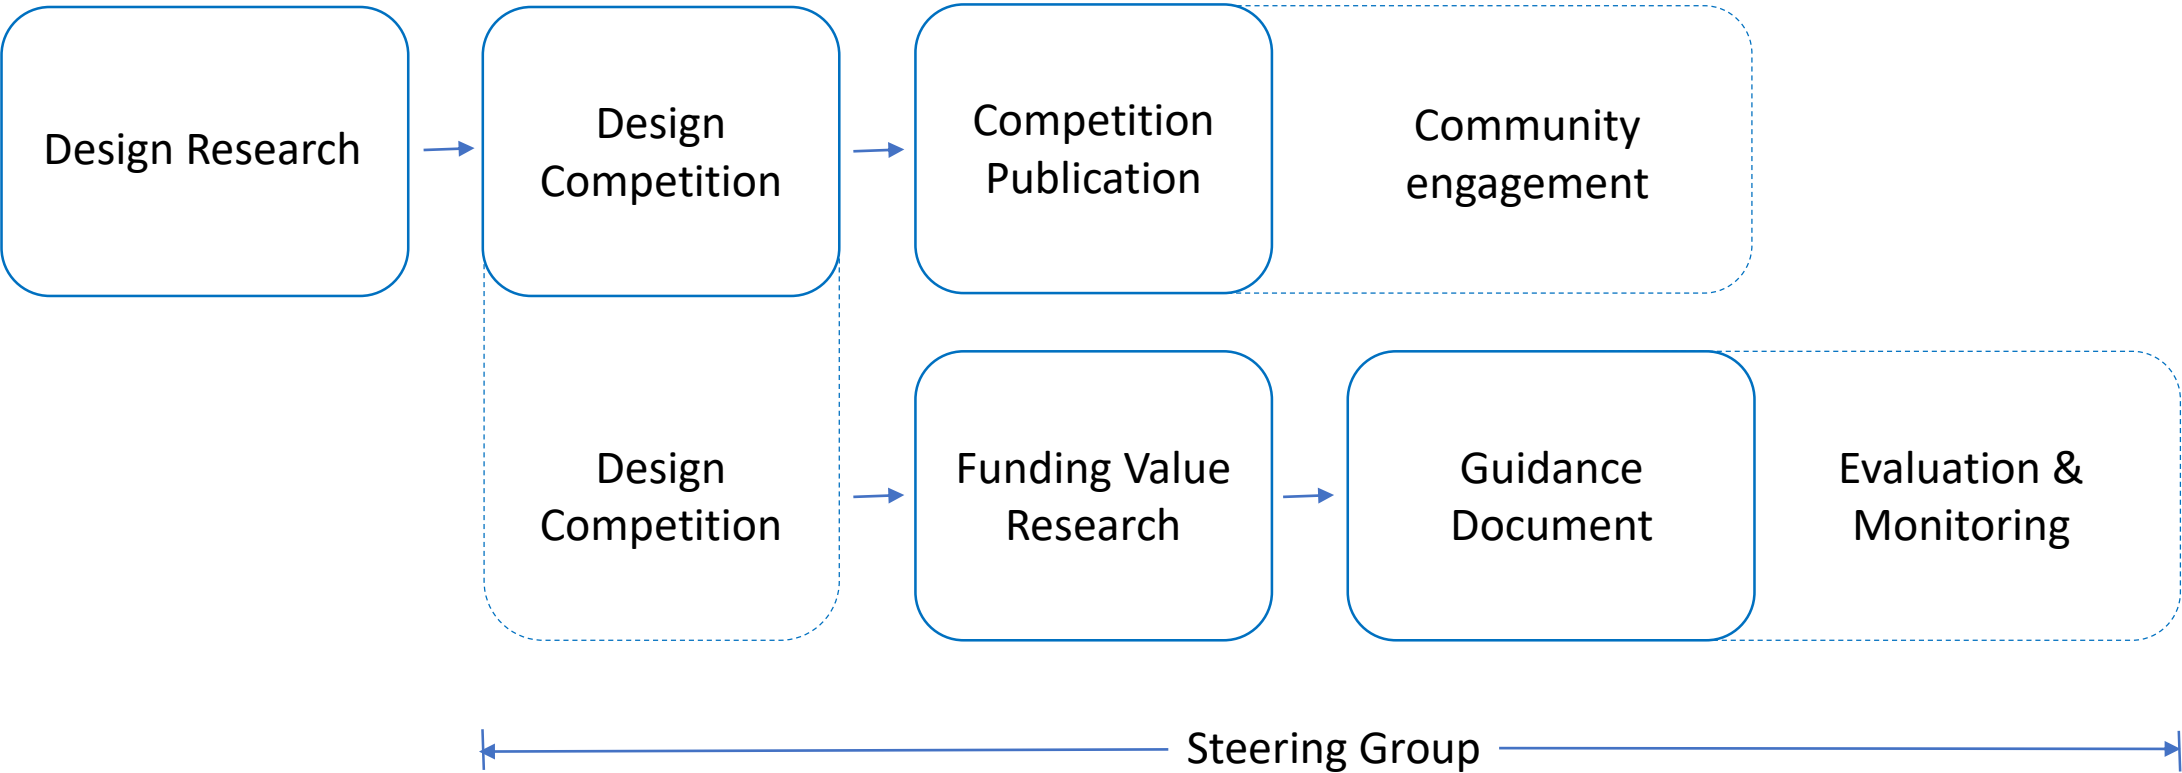 Design Research
Design
Competition
Competition
Publication
Community
engagement
Design
Competition
Funding Value
Research
Guidance
Document
Evaluation &
Monitoring
Steering Group